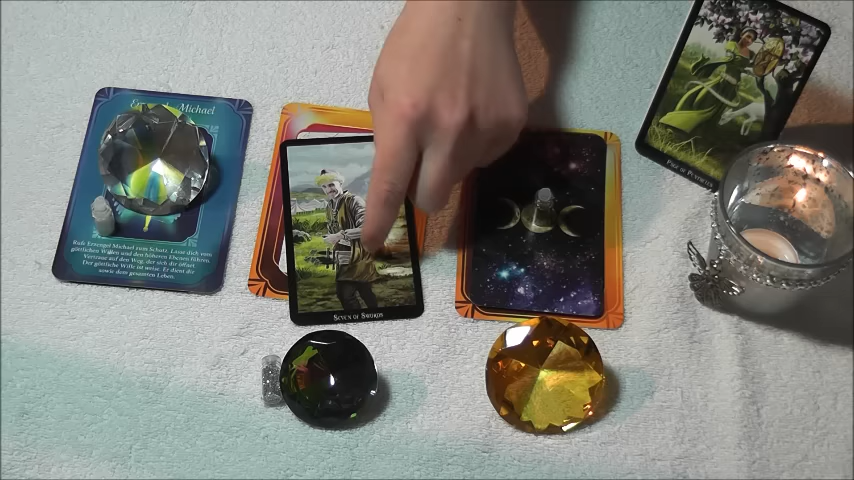 Erzengel Michael
Rufe Erzengel Michael zum Schutz. Lasse dich vom
göttlichen Willen und den höheren Ebenen führen.
Vertraue auf den Weg, der sich dir öffnet.
Der göttliche Wille ist weise. Er dient dir
sowie dem gesamten Leben.
Seven of Swords
Page of Pentacles